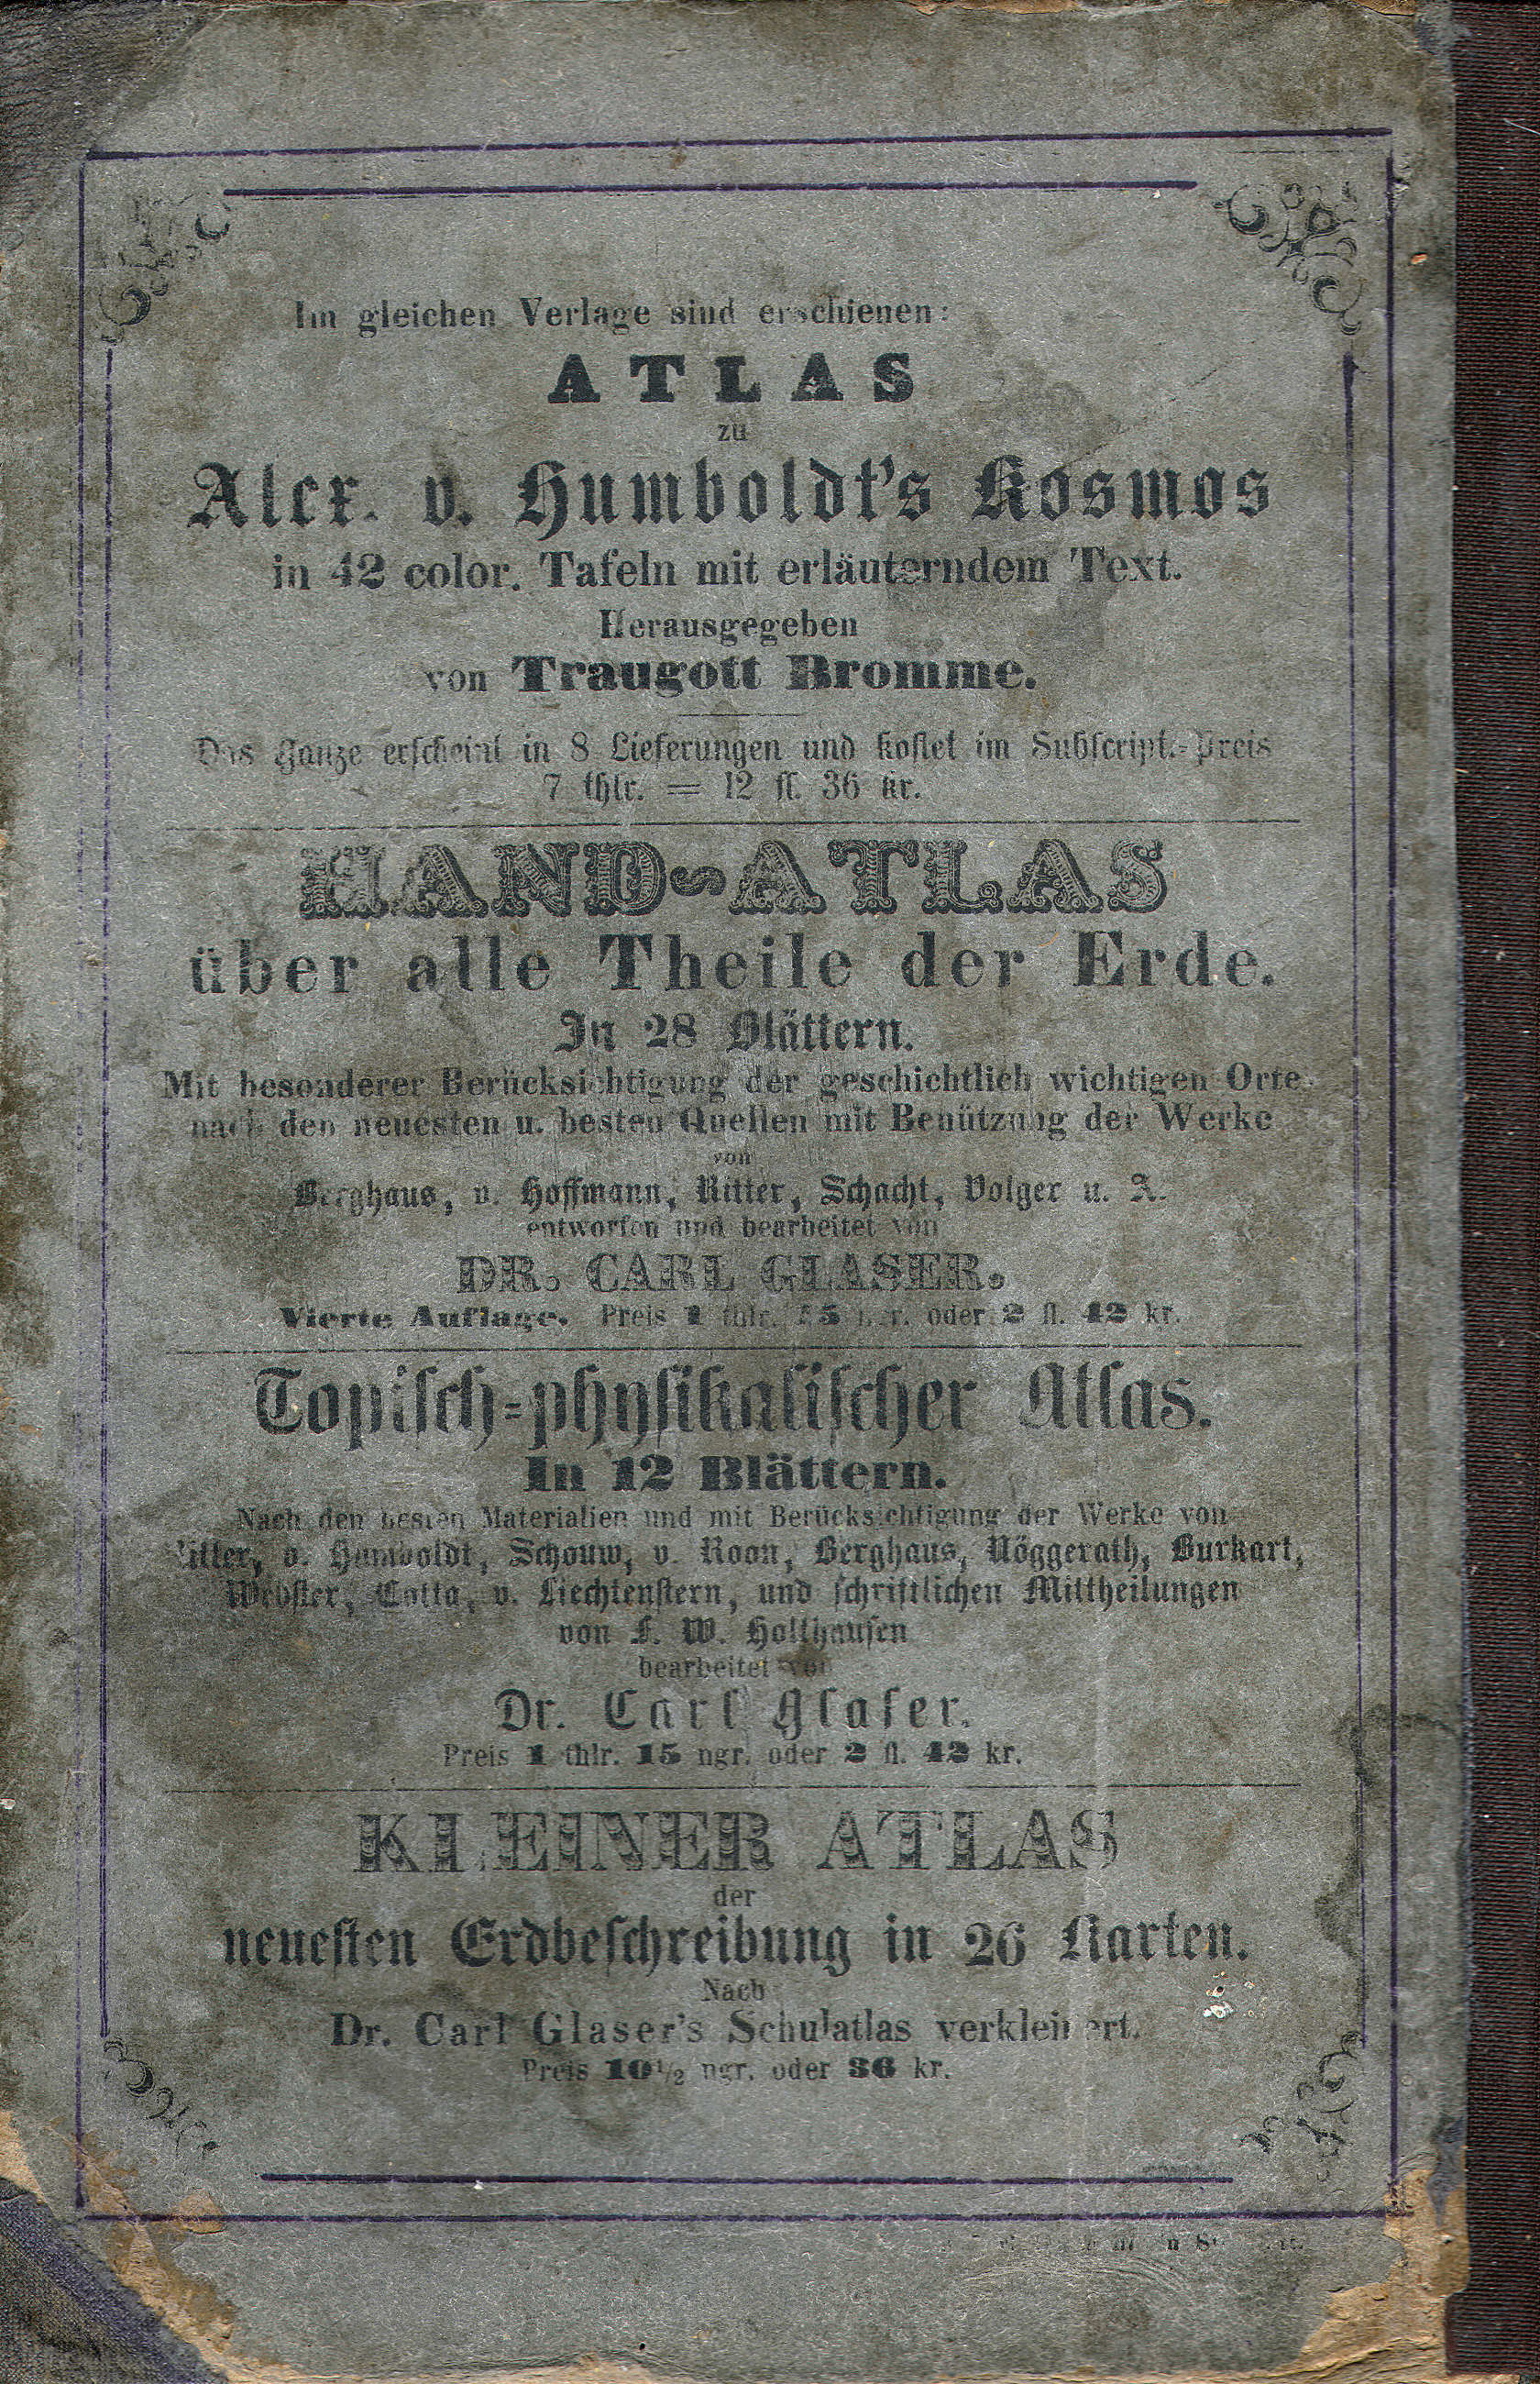 Im gleichen Verlage sind erschienen:
ATLAS
zu
Alex. v. Humboldt's Kosmos
in 42 color. Tafeln mit erläuterndem Text.
Herausgegeben
von Traugott Bromme.
Das Ganze erscheint in 8 Lieferungen und kostet im Subscript.-Preis
7 thlr. = 12 fl. 36 kr.
HAND-ATLAS
über alle Theile der Erde.
In 28 Blättern.
Mit besonderer Berücksichtigung der geschichtlich wichtigen Orte
nach den neuesten u. besten Quellen mit Benützung der Werke
von
Berghaus, v. Hoffmann, Ritter, Schacht, Volger u. A.
entworfen und bearbeitet von
DR. CARL GLASER.
Vierte Auflage. Preis 1 thlr. oder 2 fl. 42 kr.
Topisch-physikalischer Atlas.
In 12 Blättern.
Nach den besten Materialien und mit Berücksichtigung der Werke von
Ritter, v. Humboldt, Schouw, v. Roon, Berghaus, Nöggerath, Burkart,
Webster, Cotta, v. Liechtenstern, und schriftlichen Mittheilungen
von F. W. Holthausen
bearbeitet von
Dr. Carl Glaser.
Preis 1 thlr. 15 ngr. oder 2 fl. 42 kr.
KLEINER ATLAS
der
neuesten Erdbeschreibung in 26 Karten.
Nach
Dr. Carl Glaser's Schulatlas verkleinert.
Preis 10 1/2 ngr. oder 36 kr.